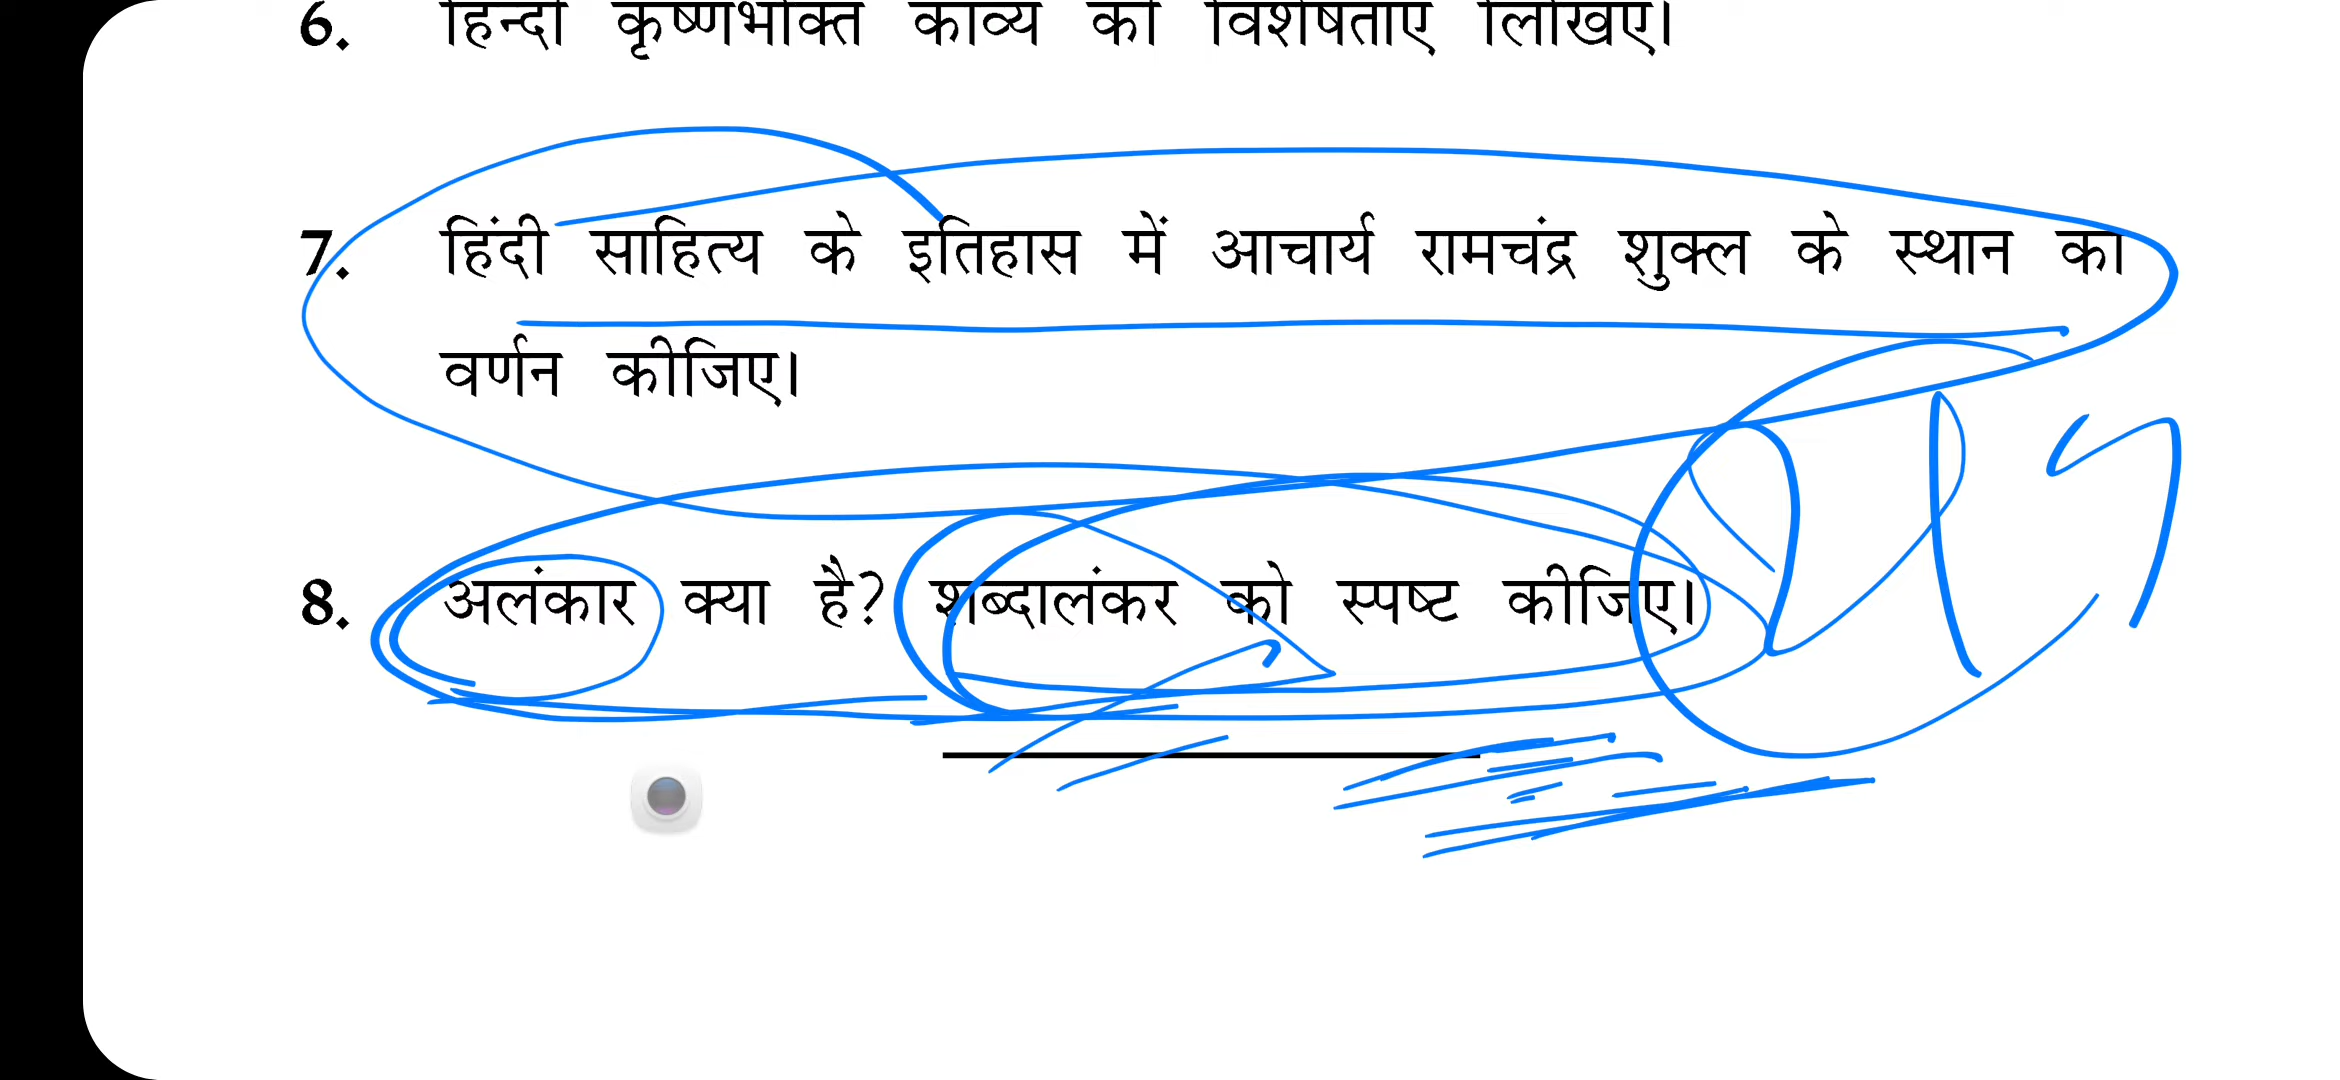 6. हिन्दी कृष्णभक्ति काव्य की विशेषताएँ लिखिए।
7. हिंदी साहित्य के इतिहास में आचार्य रामचंद्र शुक्ल के स्थान का
वर्णन कीजिए।
8. अलंकार क्या है? शब्दालंकर को स्पष्ट कीजिए।